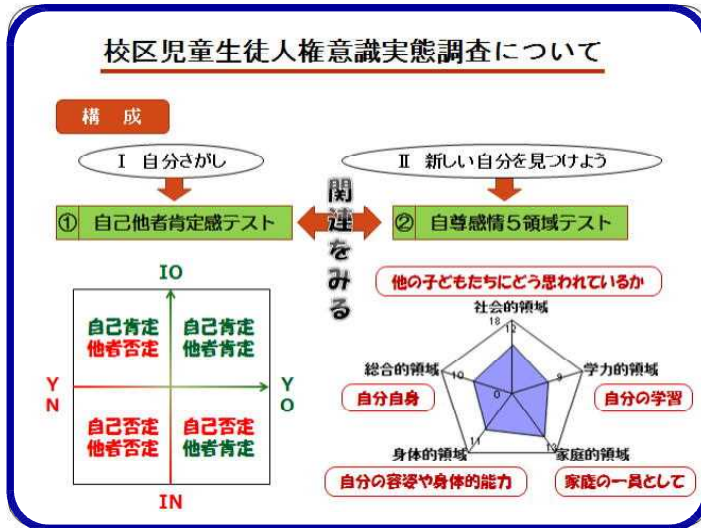 校区児童生徒人権意識実態調査について
構 成
Ⅰ 自分さがし
Ⅱ 新しい自分を見つけよう
① 自己他者肯定感テスト
関連をみる
② 自尊感情5領域テスト
IO
自己肯定
他者否定
自己肯定
他者肯定
Y
N
Y
O
自己否定
他者否定
自己否定
他者肯定
IN
他の子どもたちにどう思われているか
社会的領域
18
12
総合的領域
10
9
学力的領域
0
自分自身
自分の学習
11
13
身体的領域
家庭的領域
自分の容姿や身体的能力
家庭の一員として